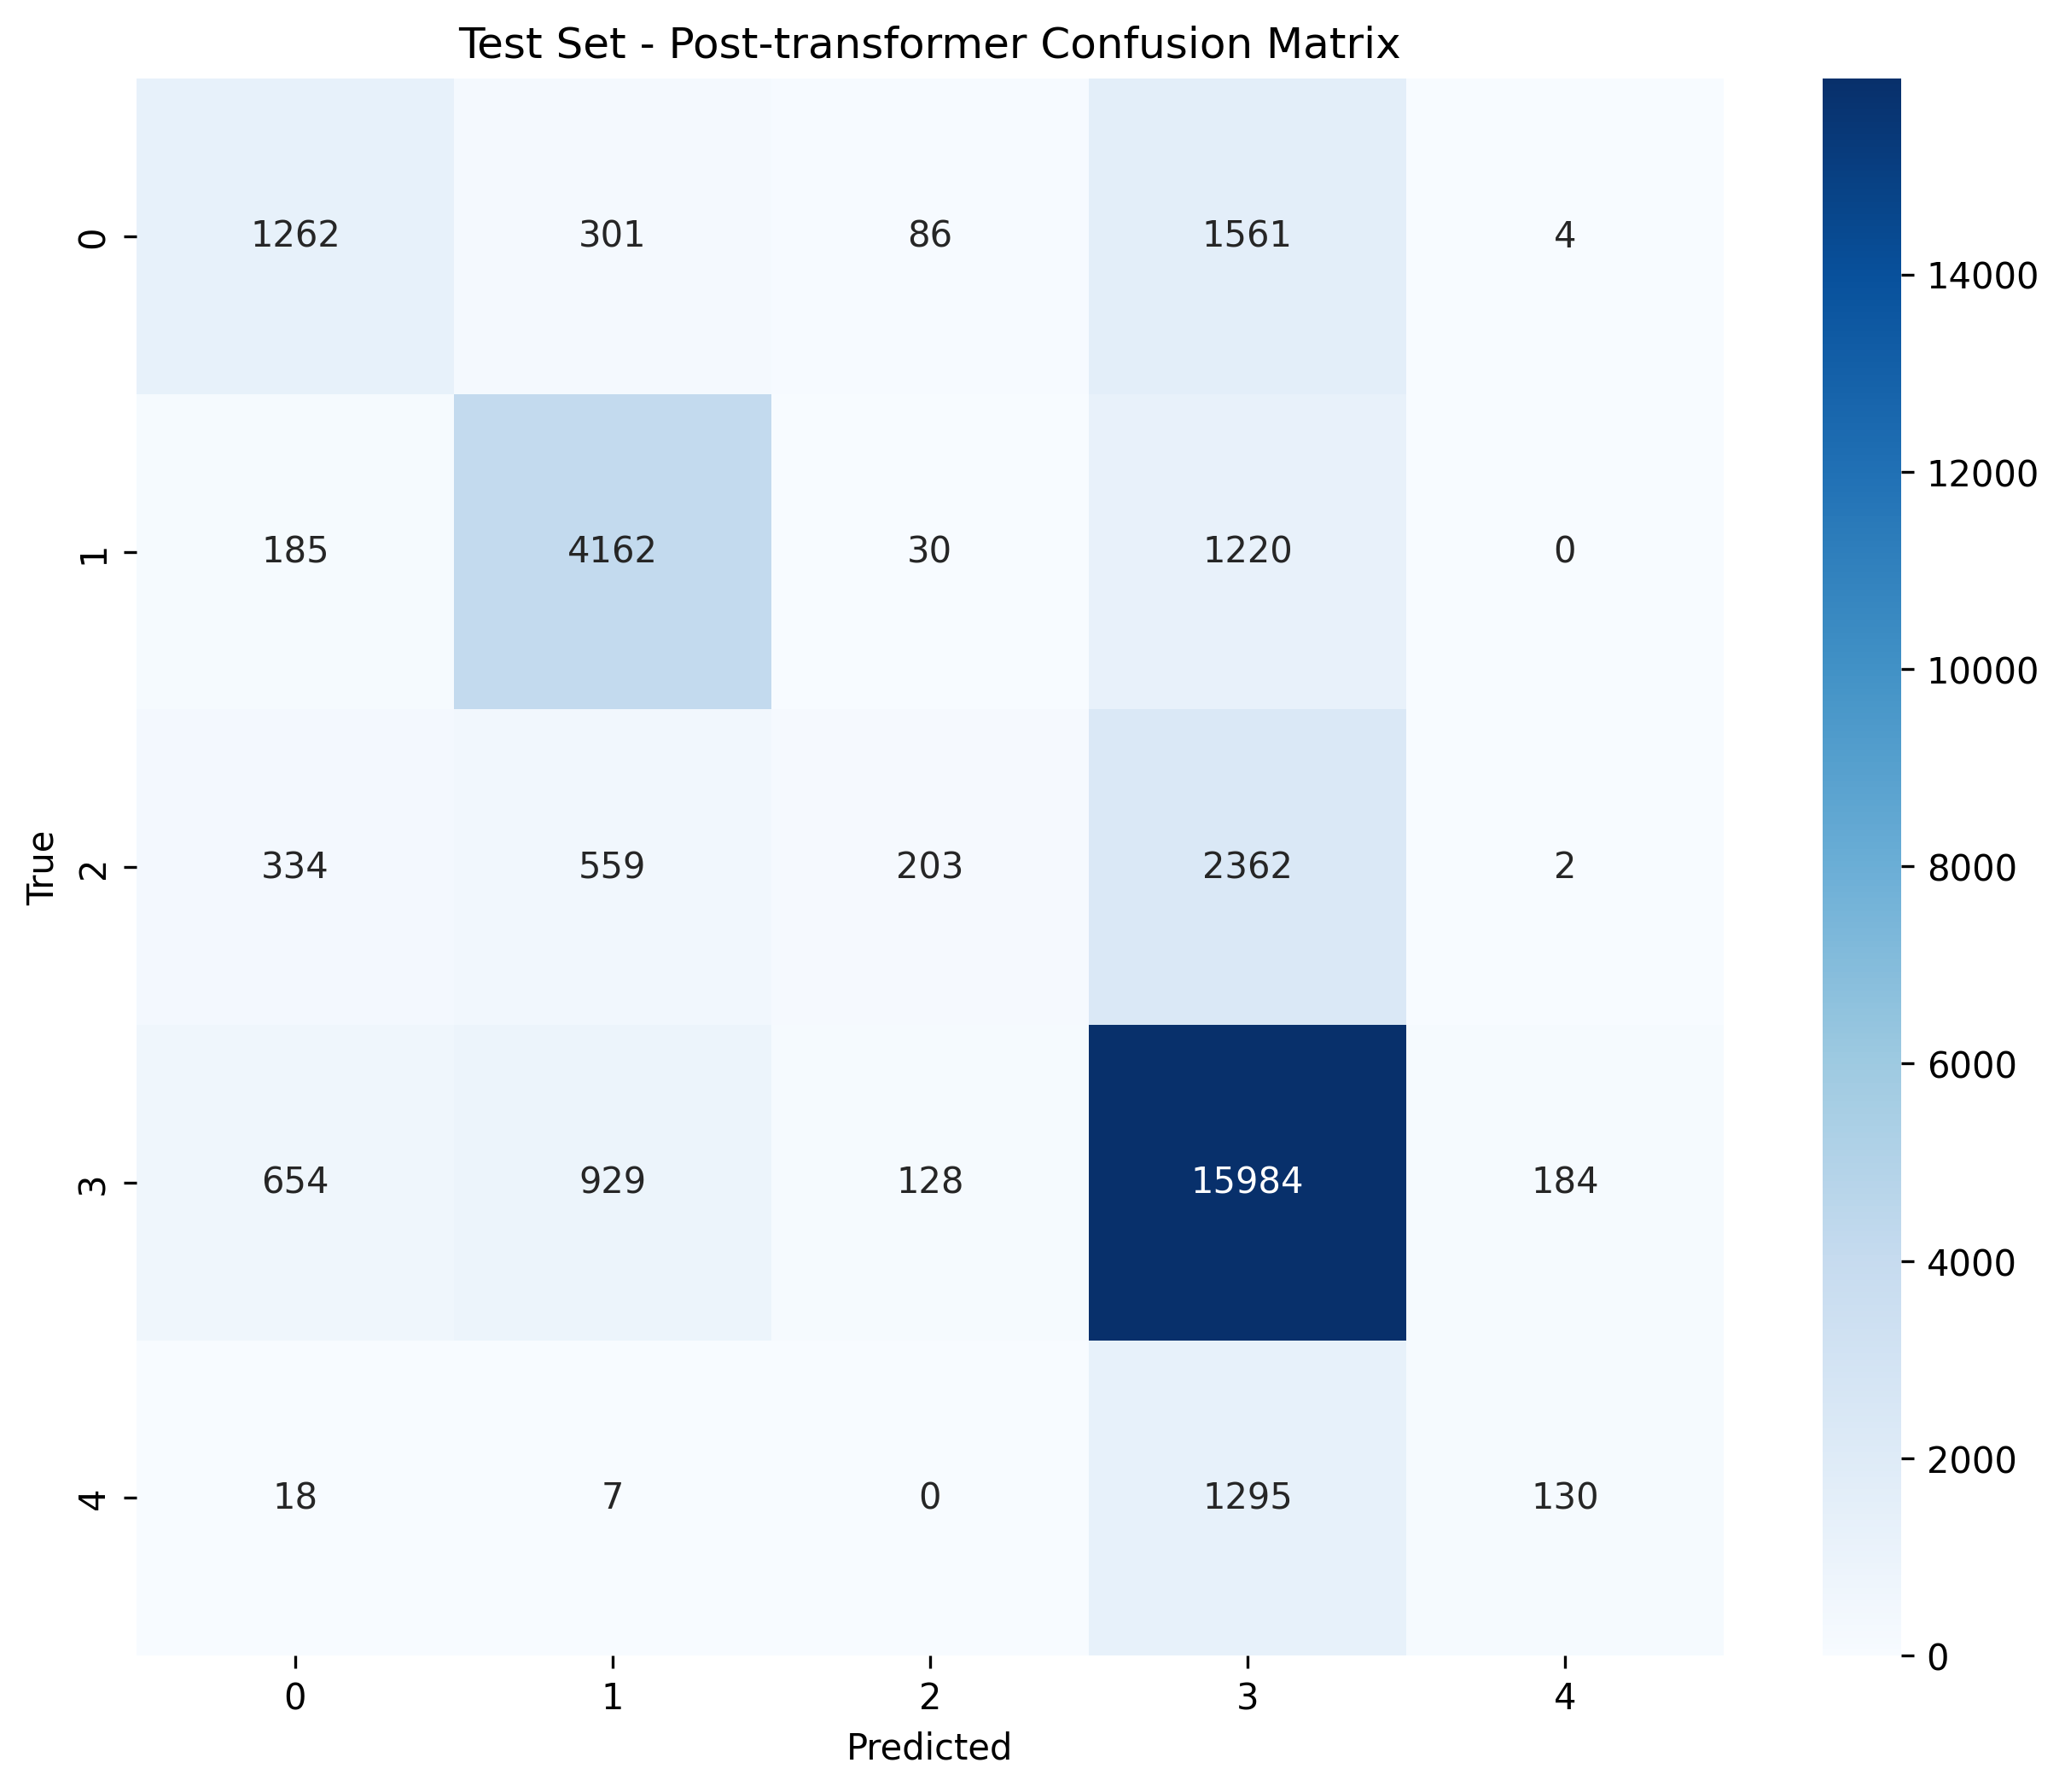 Test Set - Post-transformer Confusion Matrix
True
0 1262 301 86 1561 4
1 185 4162 30 1220 0
2 334 559 203 2362 2
3 654 929 128 15984 184
4 18 7 0 1295 130
0 1 2 3 4
Predicted
14000
12000
10000
8000
6000
4000
2000
0